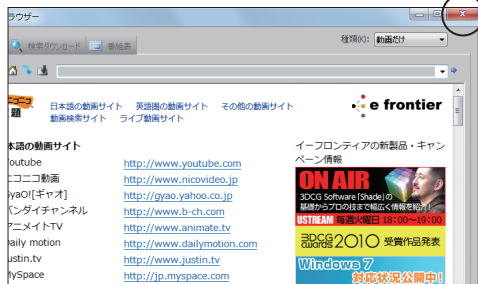 ラウザー
種類(K): 動画だけ
検索ダウンロード 番組表
ニコニコ
題
日本語の動画サイト 英語圏の動画サイト その他の動画サイト
動画検索サイト ライブ動画サイト
e frontier
本語の動画サイト
Youtube http://www.youtube.com
ニコニコ動画 http://www.nicovideo.jp
GyaO![ギャオ] http://gyao.yahoo.co.jp
バンダイチャンネル http://www.b-ch.com
アニメイトTV http://www.animate.tv
Daily motion http://www.dailymotion.com
ustin.tv http://www.justin.tv
MySpace http://jp.myspace.com
イーフロンティアの新製品・キャン
ペーン情報
ON AIR
3DCG Software [Shade]の
基礎からプロの技まで幅広く情報を紹介!
USTREAM 毎週火曜日 18:00~19:00
3DCG awards 2010 受賞作品発表
Windows 7
対応状況公開中!